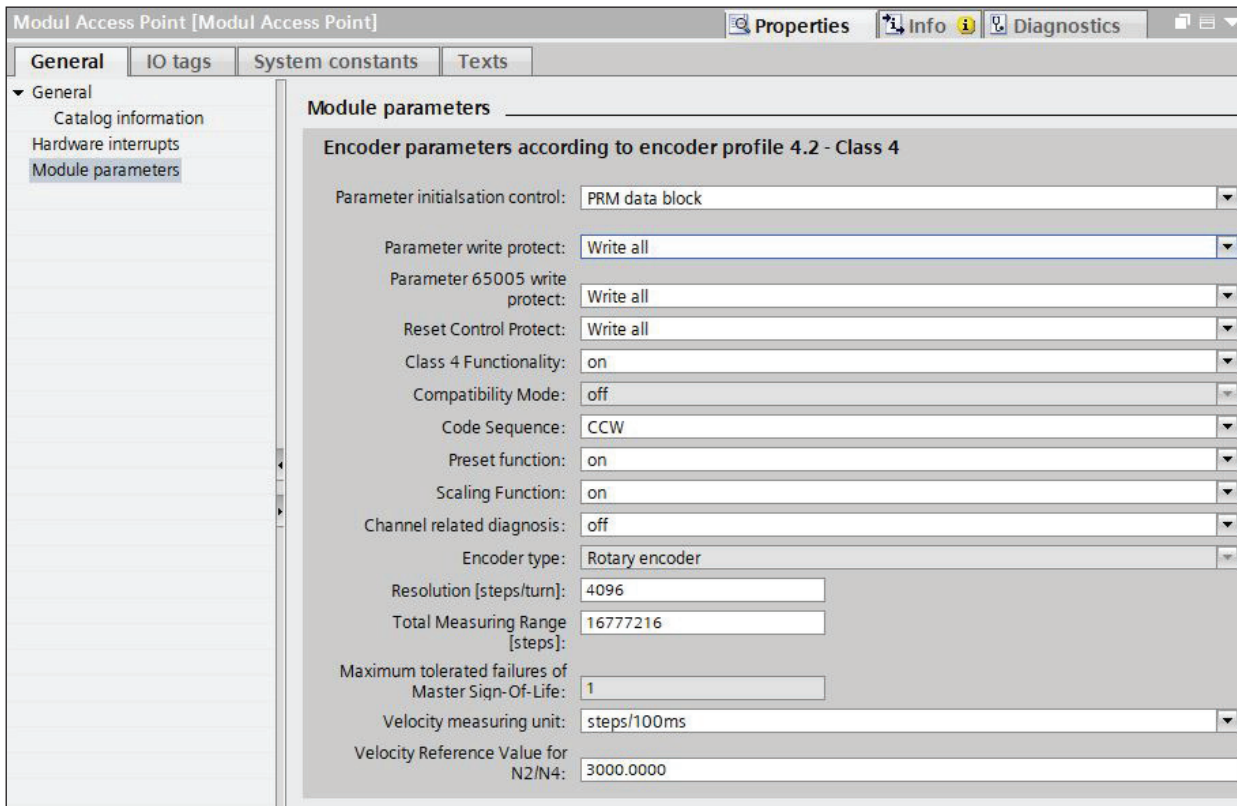 Modul Access Point [Modul Access Point]
Properties
Info
Diagnostics
General
IO tags
System constants
Texts
General
Catalog information
Hardware interrupts
Module parameters
Module parameters
Encoder parameters according to encoder profile 4.2 - Class 4
Parameter initialsation control: PRM data block
Parameter write protect: Write all
Parameter 65005 write
protect: Write all
Reset Control Protect: Write all
Class 4 Functionality: on
Compatibility Mode: off
Code Sequence: CCW
Preset function: on
Scaling Function: on
Channel related diagnosis: off
Encoder type: Rotary encoder
Resolution [steps/turn]: 4096
Total Measuring Range 16777216
[steps]:
Maximum tolerated failures of
Master Sign-Of-Life: 1
Velocity measuring unit: steps/100ms
Velocity Reference Value for
N2/N4: 3000.0000